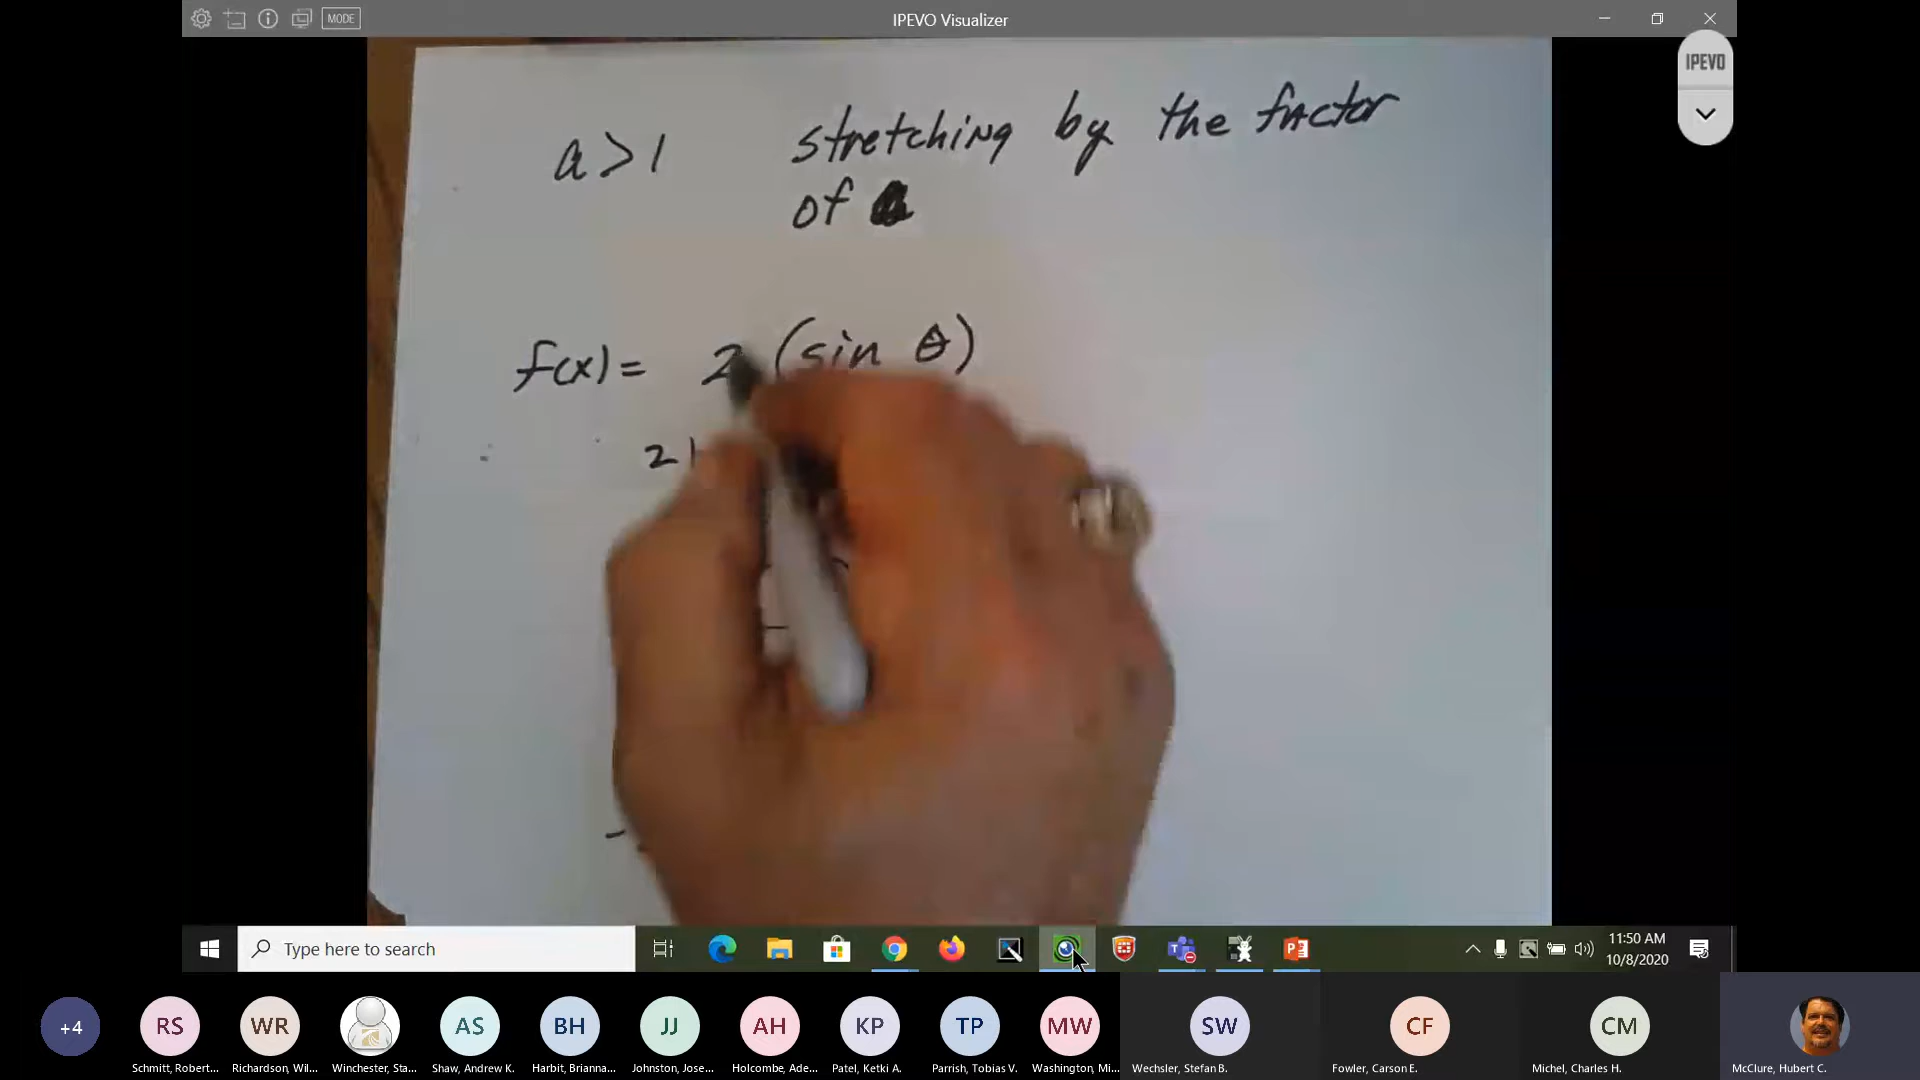 IPEVO Visualizer
MODE
IPEVO
a > 1 stretching by the factor
of a
f(x) = 2 (sin θ)
2
Type here to search
11:50 AM
10/8/2020
+4
RS
WR
AS
BH
JJ
AH
KP
TP
MW
SW
CF
CM
Schmitt, Robert...
Richardson, Wil...
Winchester, Sta...
Shaw, Andrew K.
Harbit, Brianna...
Johnston, Jose...
Holcombe, Ade...
Patel, Ketki A.
Parrish, Tobias V.
Washington, Mi...
Wechsler, Stefan B.
Fowler, Carson E.
Michel, Charles H.
McClure, Hubert C.